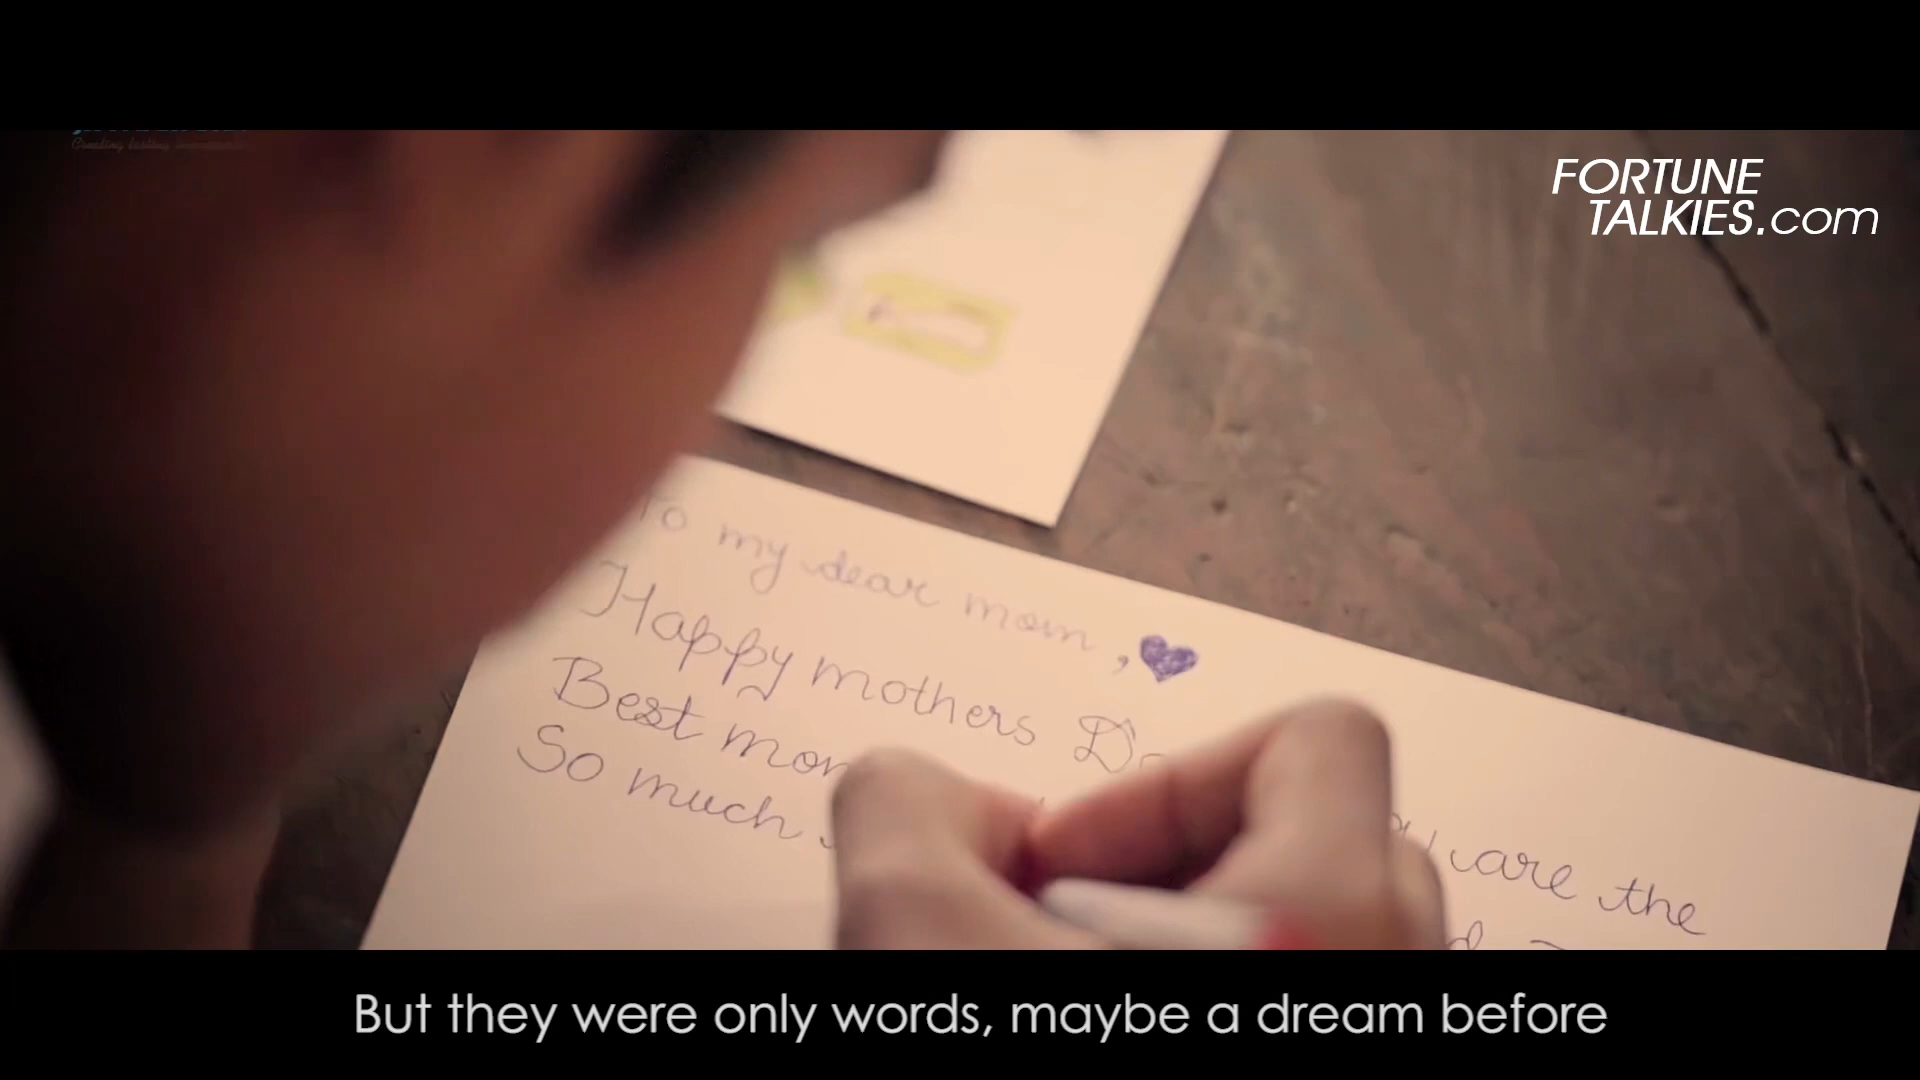 FORTUNE
TALKIES.com
To my dear mom,
Happy mothers
Best are the
So much
But they were only words, maybe a dream before